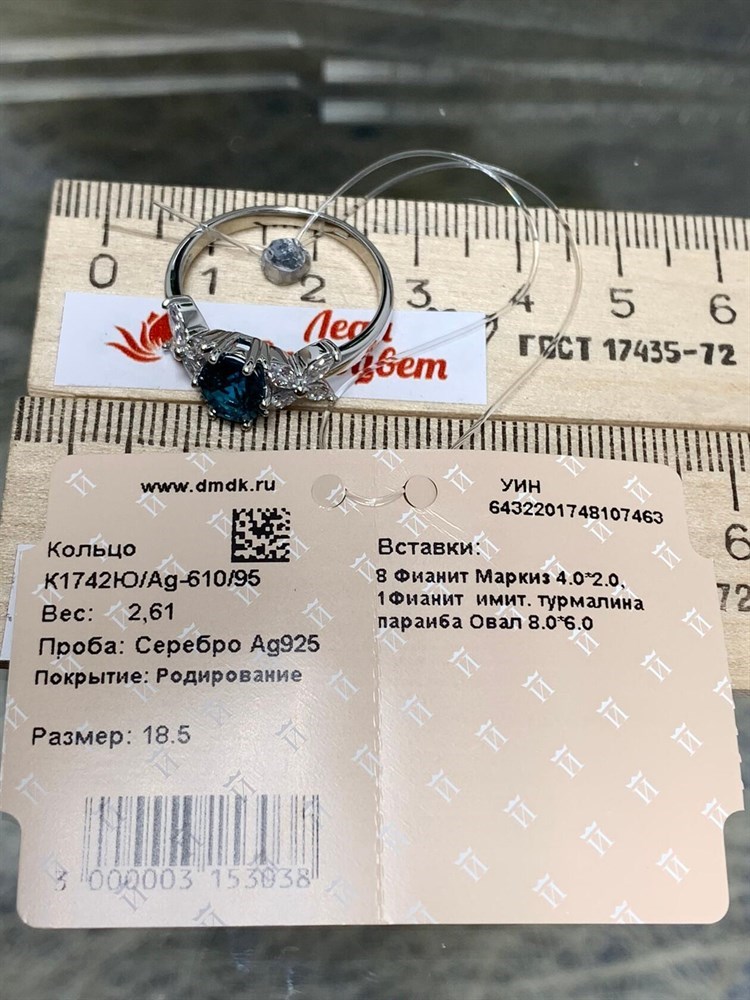 0 1 2 3 4 5 6
ГОСТ 17435-72
6
72
www.dmdk.ru
Кольцо
К1742Ю/Ag-610/95
Вес: 2,61
Проба: Серебро Ag925
Покрытие: Родирование
Размер: 18.5
3 000003 153038
УИН
6432201748107463
Вставки:
8 Фианит Маркиз 4.0*2.0,
1Фианит имит. турмалина
параиба Овал 8.0*6.0